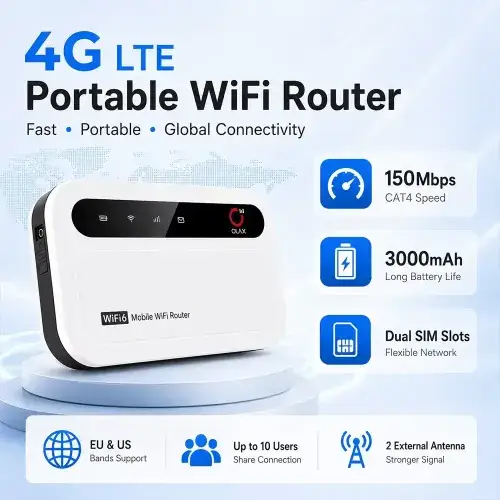 4G LTE
Portable WiFi Router
Fast • Portable • Global Connectivity
150Mbps
CAT4 Speed
3000mAh
Long Battery Life
Dual SIM Slots
Flexible Network
OLAX
WiFi6 Mobile WiFi Router
EU & US
Bands Support
Up to 10 Users
Share Connection
2 External Antenna
Stronger Signal